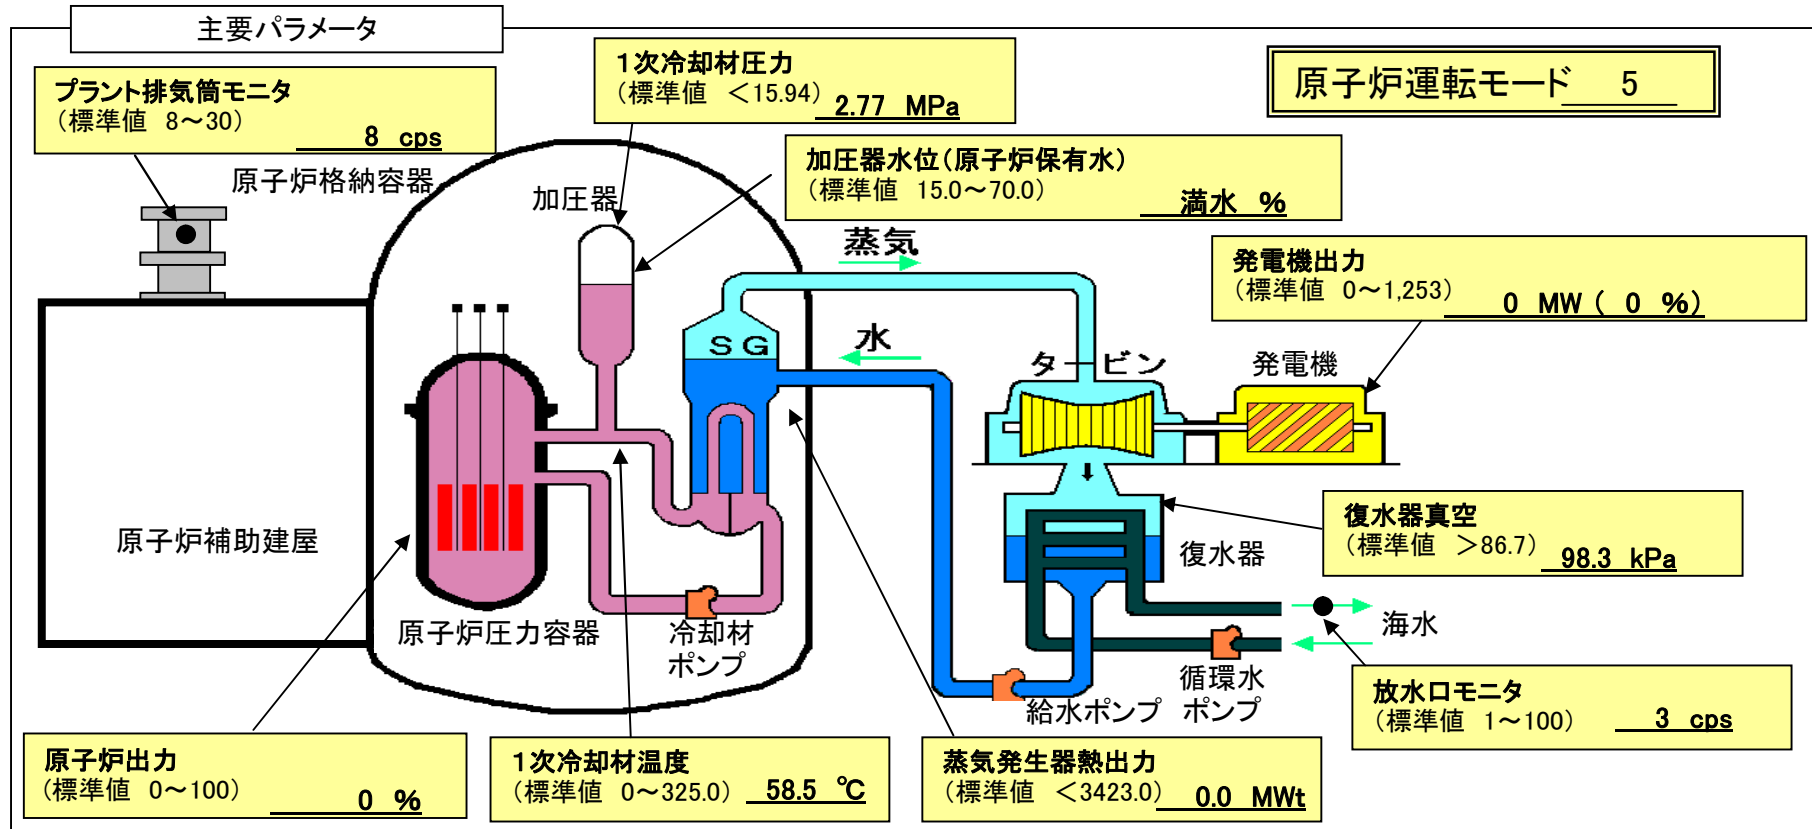 主要パラメータ
プラント排気筒モニタ
(標準値 8～30) 8 cps
1次冷却材圧力
(標準値 <15.94) 2.77 MPa
原子炉運転モード 5
加圧器水位(原子炉保有水)
(標準値 15.0～70.0) 満水 %
原子炉格納容器
加圧器
蒸気
発電機出力
(標準値 0～1,253) 0 MW ( 0 %)
水
SG
タービン
発電機
復水器真空
(標準値 >86.7) 98.3 kPa
原子炉補助建屋
復水器
原子炉圧力容器
冷却材
ポンプ
海水
循環水
ポンプ
給水ポンプ
放水口モニタ
(標準値 1～100) 3 cps
原子炉出力
(標準値 0～100) 0 %
1次冷却材温度
(標準値 0～325.0) 58.5 ℃
蒸気発生器熱出力
(標準値 <3423.0) 0.0 MWt